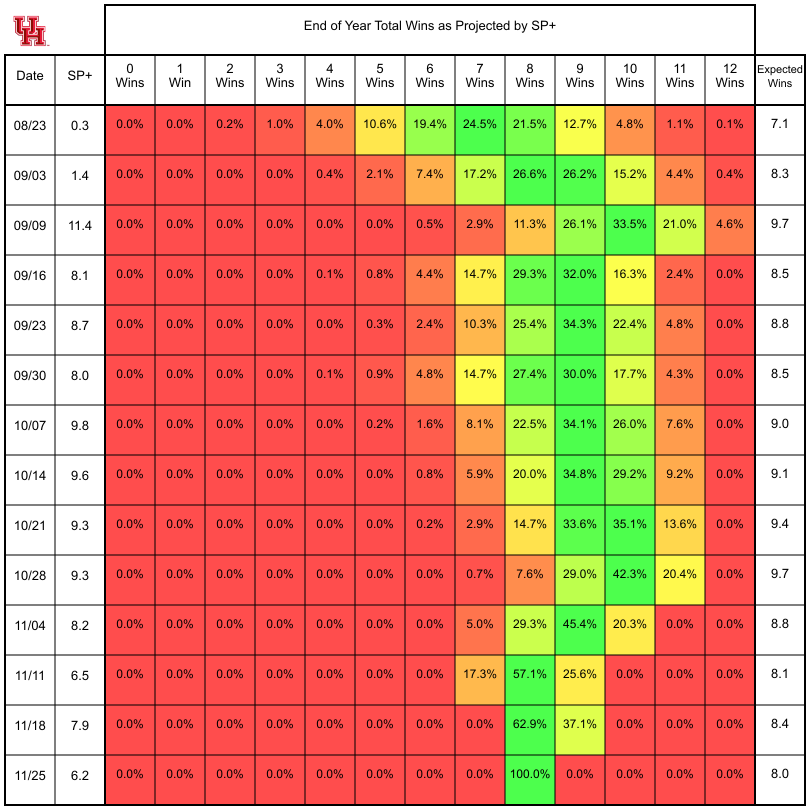 UH
End of Year Total Wins as Projected by SP+
Date SP+ 0 Wins 1 Win 2 Wins 3 Wins 4 Wins 5 Wins 6 Wins 7 Wins 8 Wins 9 Wins 10 Wins 11 Wins 12 Wins Expected Wins
08/23 0.3 0.0% 0.0% 0.2% 1.0% 4.0% 10.6% 19.4% 24.5% 21.5% 12.7% 4.8% 1.1% 0.1% 7.1
09/03 1.4 0.0% 0.0% 0.0% 0.0% 0.4% 2.1% 7.4% 17.2% 26.6% 26.2% 15.2% 4.4% 0.4% 8.3
09/09 11.4 0.0% 0.0% 0.0% 0.0% 0.0% 0.0% 0.5% 2.9% 11.3% 26.1% 33.5% 21.0% 4.6% 9.7
09/16 8.1 0.0% 0.0% 0.0% 0.0% 0.1% 0.8% 4.4% 14.7% 29.3% 32.0% 16.3% 2.4% 0.0% 8.5
09/23 8.7 0.0% 0.0% 0.0% 0.0% 0.0% 0.3% 2.4% 10.3% 25.4% 34.3% 22.4% 4.8% 0.0% 8.8
09/30 8.0 0.0% 0.0% 0.0% 0.0% 0.1% 0.9% 4.8% 14.7% 27.4% 30.0% 17.7% 4.3% 0.0% 8.5
10/07 9.8 0.0% 0.0% 0.0% 0.0% 0.0% 0.2% 1.6% 8.1% 22.5% 34.1% 26.0% 7.6% 0.0% 9.0
10/14 9.6 0.0% 0.0% 0.0% 0.0% 0.0% 0.0% 0.8% 5.9% 20.0% 34.8% 29.2% 9.2% 0.0% 9.1
10/21 9.3 0.0% 0.0% 0.0% 0.0% 0.0% 0.0% 0.2% 2.9% 14.7% 33.6% 35.1% 13.6% 0.0% 9.4
10/28 9.3 0.0% 0.0% 0.0% 0.0% 0.0% 0.0% 0.0% 0.7% 7.6% 29.0% 42.3% 20.4% 0.0% 9.7
11/04 8.2 0.0% 0.0% 0.0% 0.0% 0.0% 0.0% 0.0% 5.0% 29.3% 45.4% 20.3% 0.0% 0.0% 8.8
11/11 6.5 0.0% 0.0% 0.0% 0.0% 0.0% 0.0% 0.0% 17.3% 57.1% 25.6% 0.0% 0.0% 0.0% 8.1
11/18 7.9 0.0% 0.0% 0.0% 0.0% 0.0% 0.0% 0.0% 0.0% 62.9% 37.1% 0.0% 0.0% 0.0% 8.4
11/25 6.2 0.0% 0.0% 0.0% 0.0% 0.0% 0.0% 0.0% 0.0% 100.0% 0.0% 0.0% 0.0% 0.0% 8.0